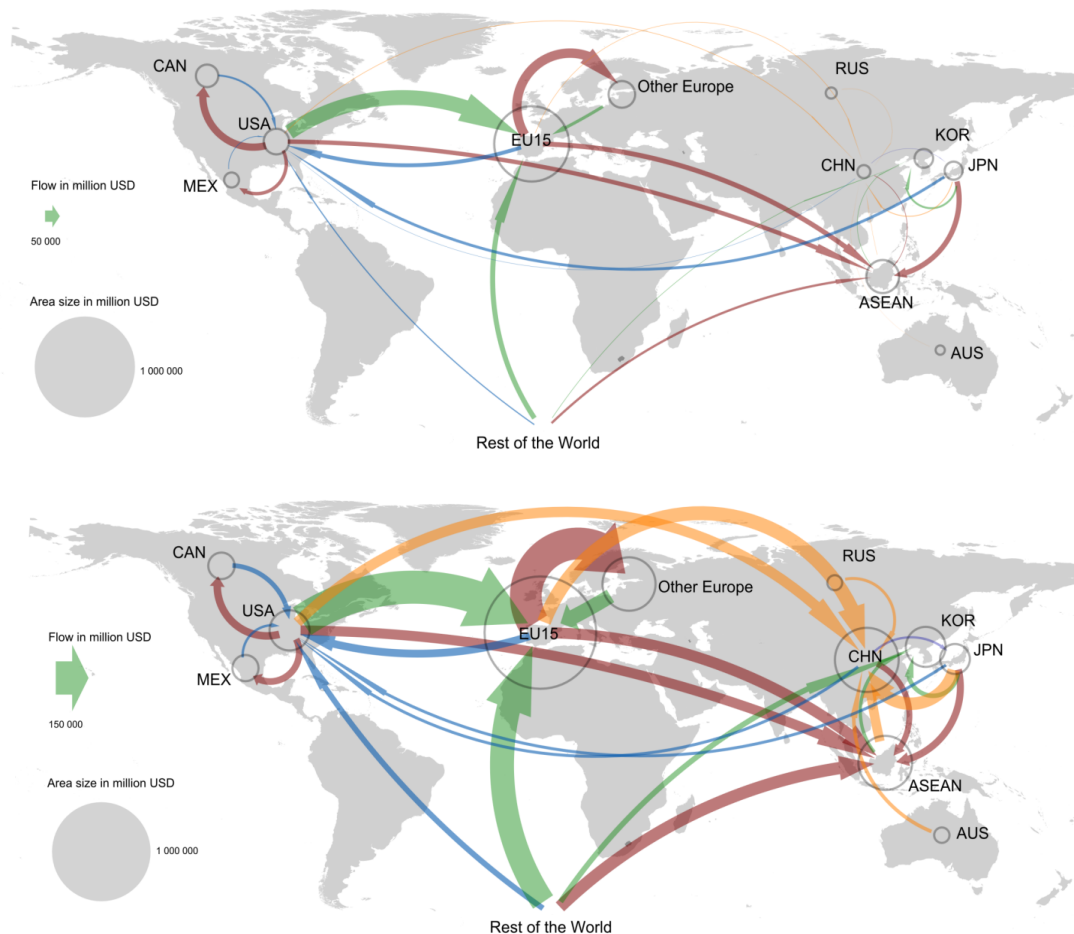 CAN
Other Europe
RUS
USA
EU15
KOR
CHN
JPN
MEX
Flow in million USD
50 000
Area size in million USD
1 000 000
ASEAN
AUS
Rest of the World
CAN
RUS
Other Europe
USA
KOR
EU15
CHN
JPN
Flow in million USD
MEX
150 000
Area size in million USD
ASEAN
1 000 000
AUS
Rest of the World